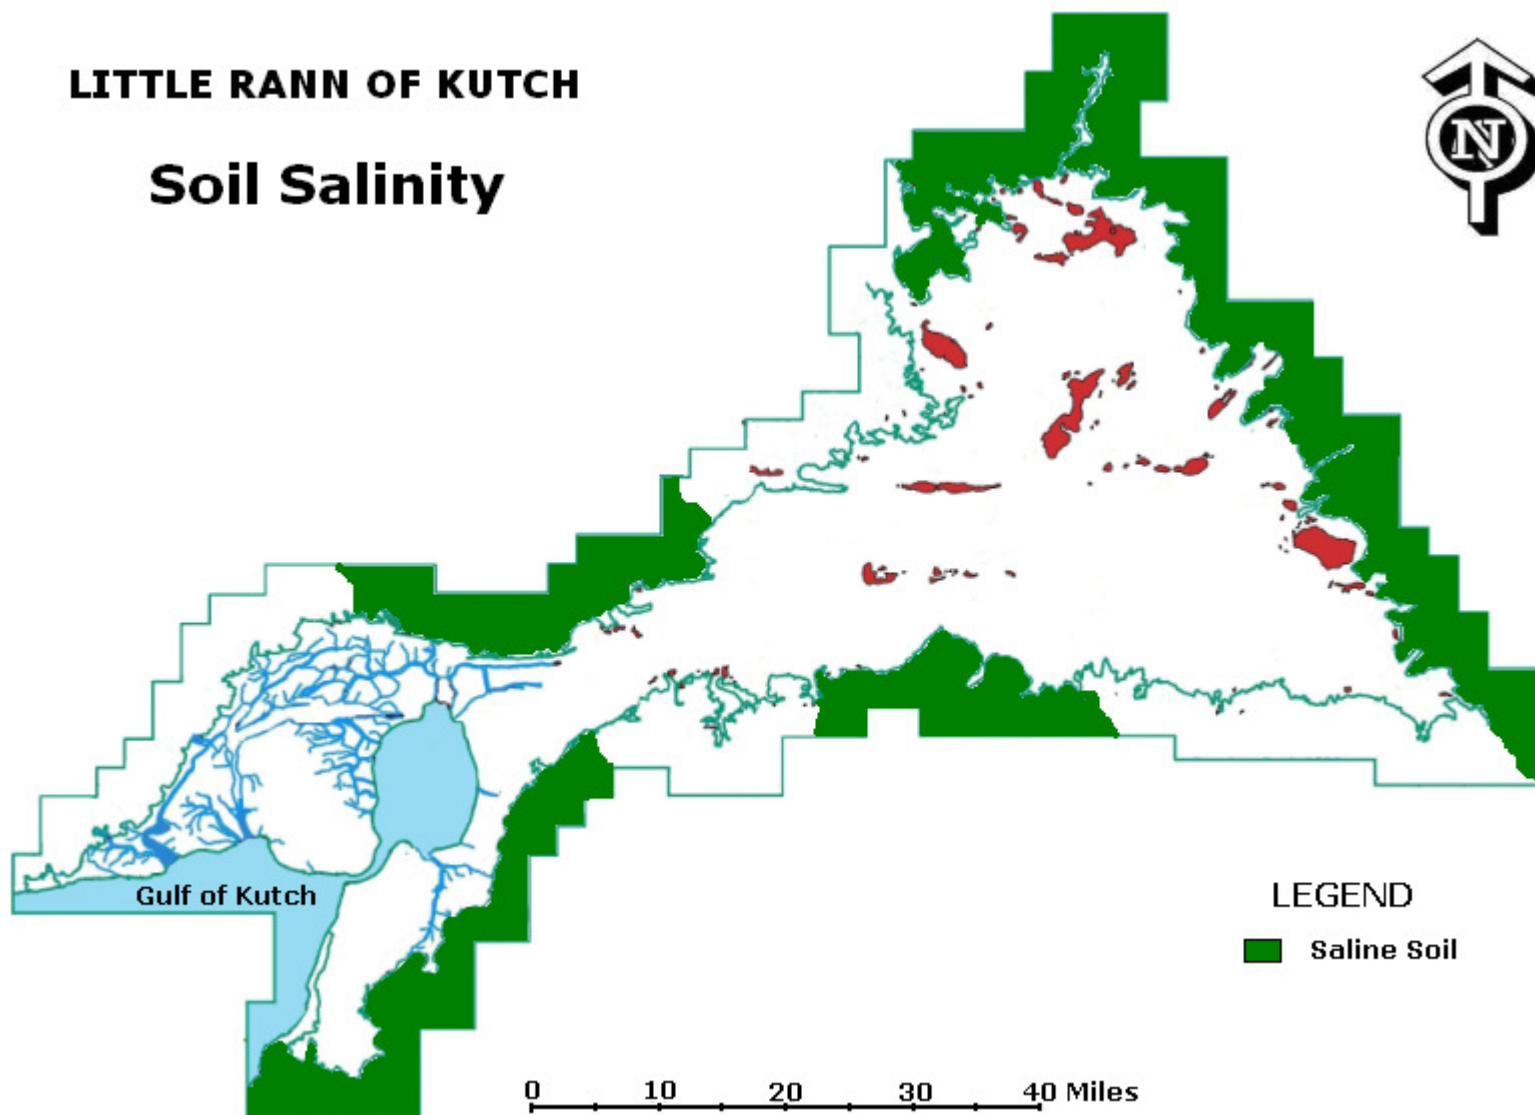 LITTLE RANN OF KUTCH
Soil Salinity
N
Gulf of Kutch
LEGEND
Saline Soil
0 10 20 30 40 Miles